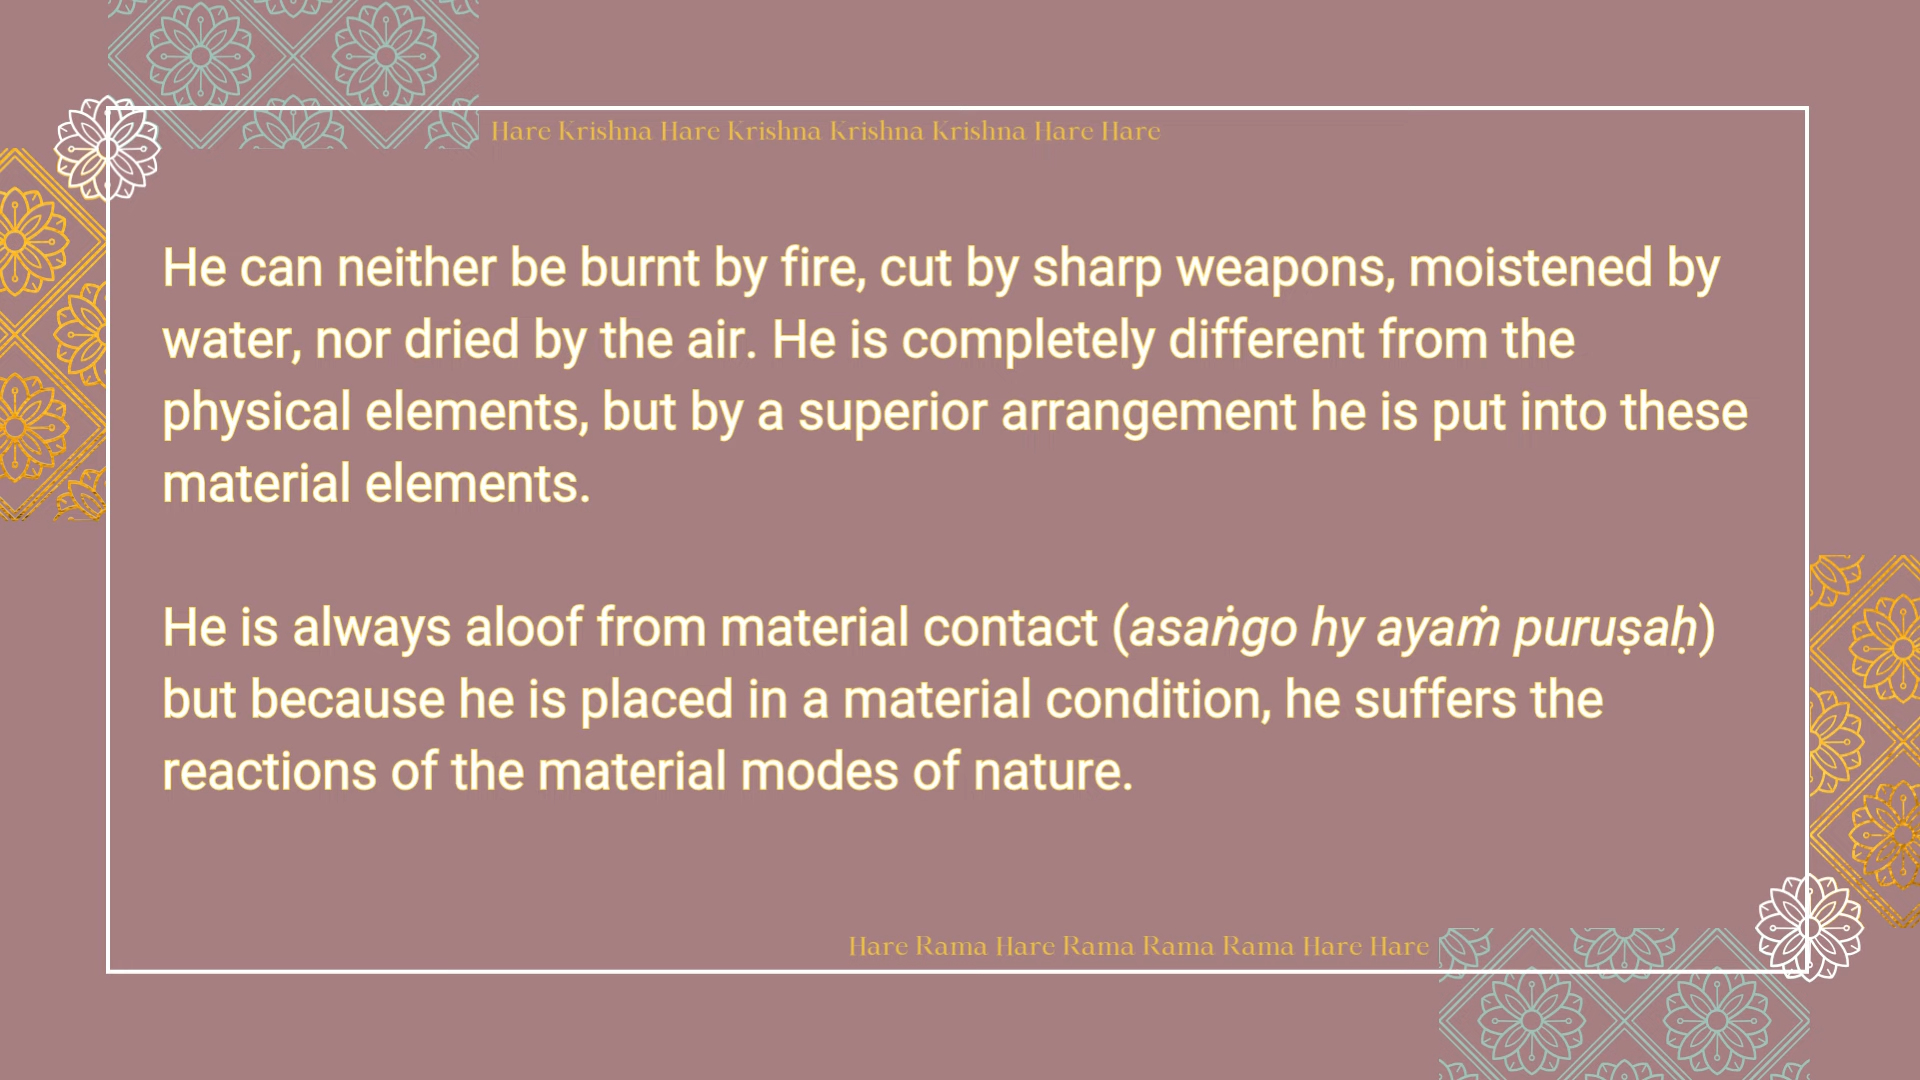 Hare Krishna Hare Krishna Krishna Krishna Hare Hare
He can neither be burnt by fire, cut by sharp weapons, moistened by
water, nor dried by the air. He is completely different from the
physical elements, but by a superior arrangement he is put into these
material elements.
He is always aloof from material contact (asaṅgo hy ayaṁ puruṣaḥ)
but because he is placed in a material condition, he suffers the
reactions of the material modes of nature.
Hare Rama Hare Rama Rama Rama Hare Hare